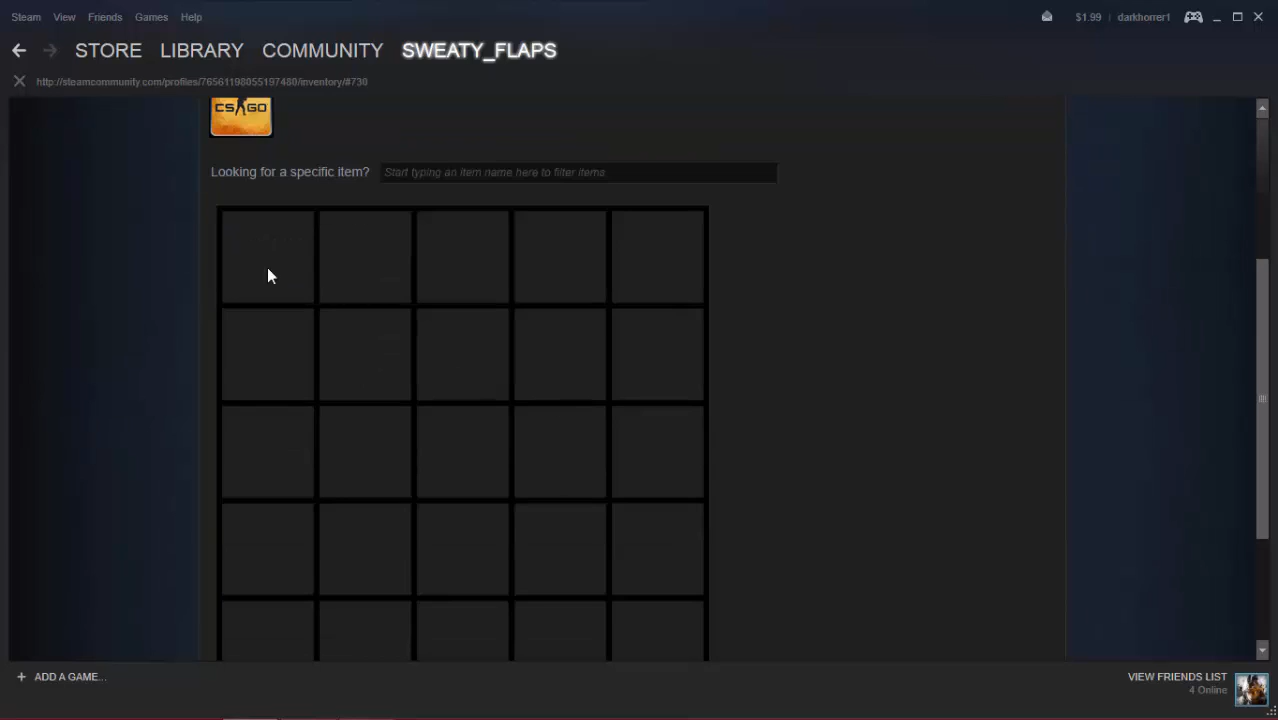 Steam View Friends Games Help $1.99 darkhorrer1
STORE LIBRARY COMMUNITY SWEATY_FLAPS
http://steamcommunity.com/profiles/76561198055197480/inventory/#730
CS GO
Looking for a specific item? Start typing an item name here to filter items
+ ADD A GAME... VIEW FRIENDS LIST
4 Online